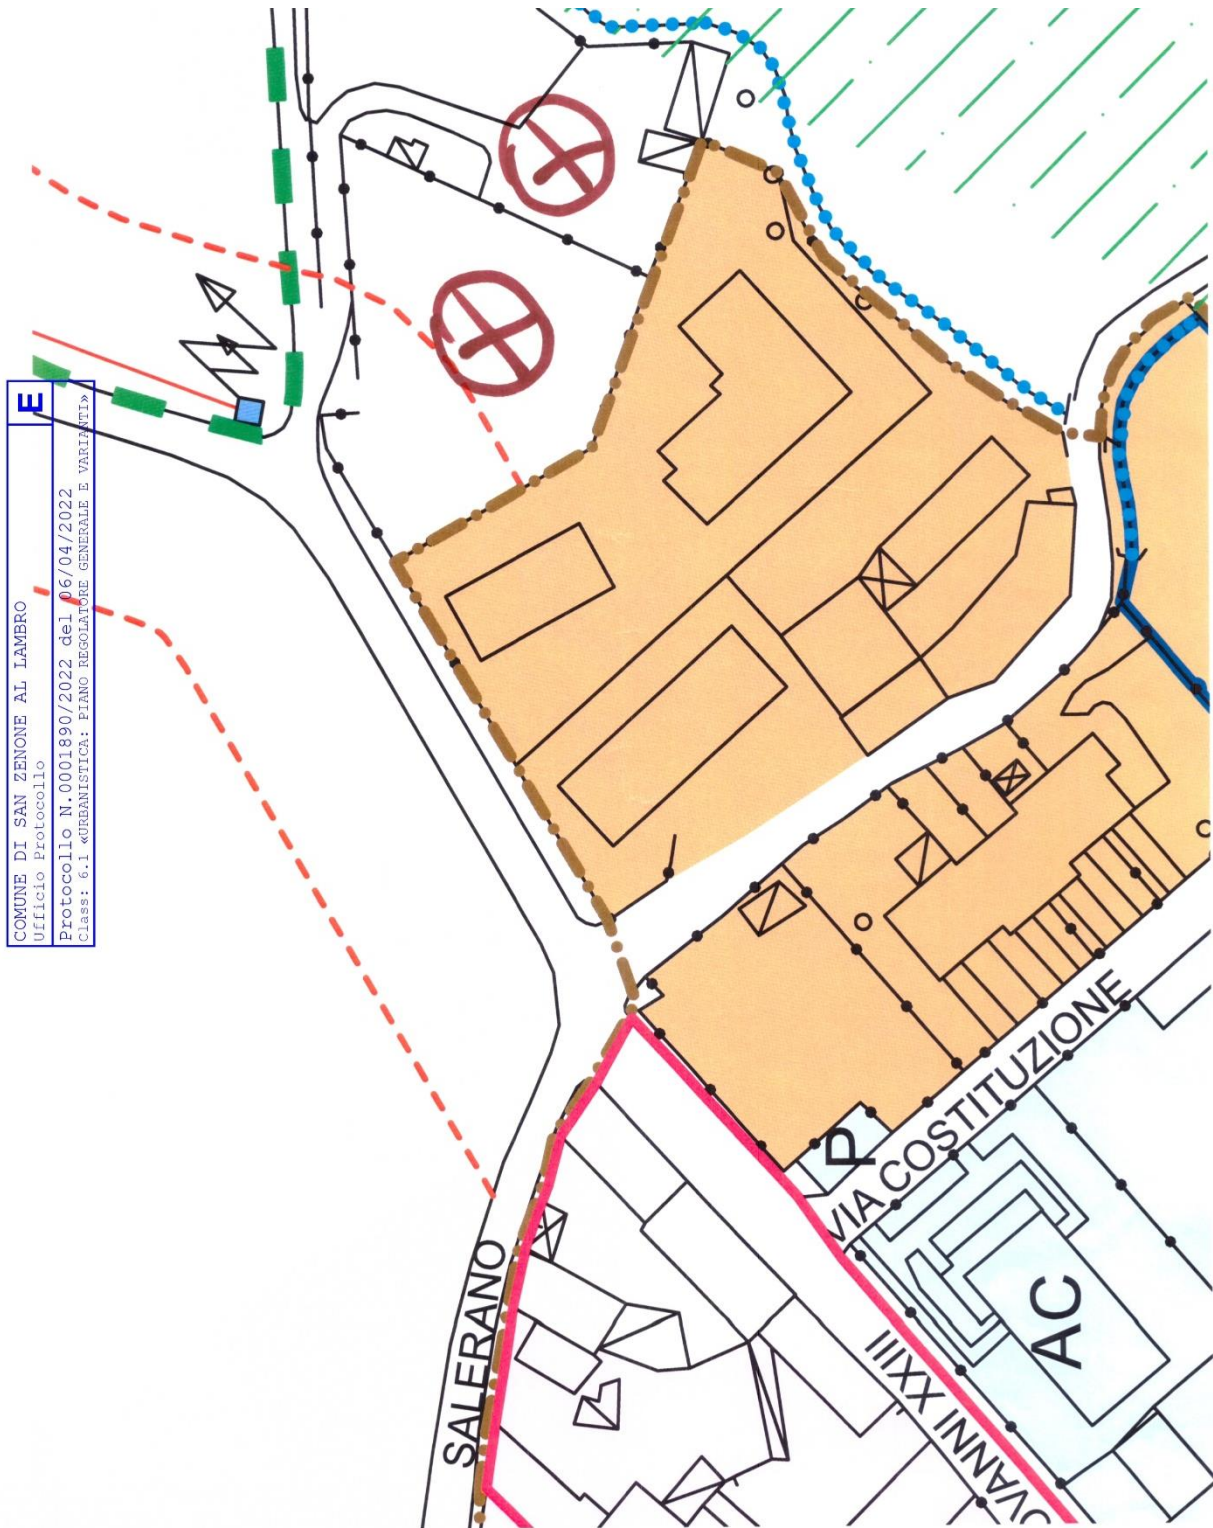 E
COMUNE DI SAN ZENONE AL LAMBRO
Ufficio Protocollo
Protocollo N.0001890/2022 del 06/04/2022
Class: 6.1 «URBANISTICA: PIANO REGOLATORE GENERALE E VARIANTI»
SALERANO
P
VIA COSTITUZIONE
AC
OVANNI XXIII